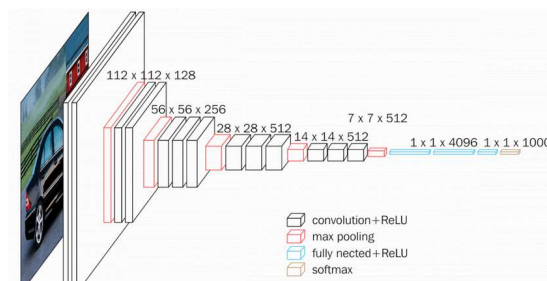 112 x 112 x 128
56 x 56 x 256
28 x 28 x 512
14 x 14 x 512
7 x 7 x 512
1 x 1 x 4096
1 x 1 x 1000
convolution+ReLU
max pooling
fully nected+ReLU
softmax